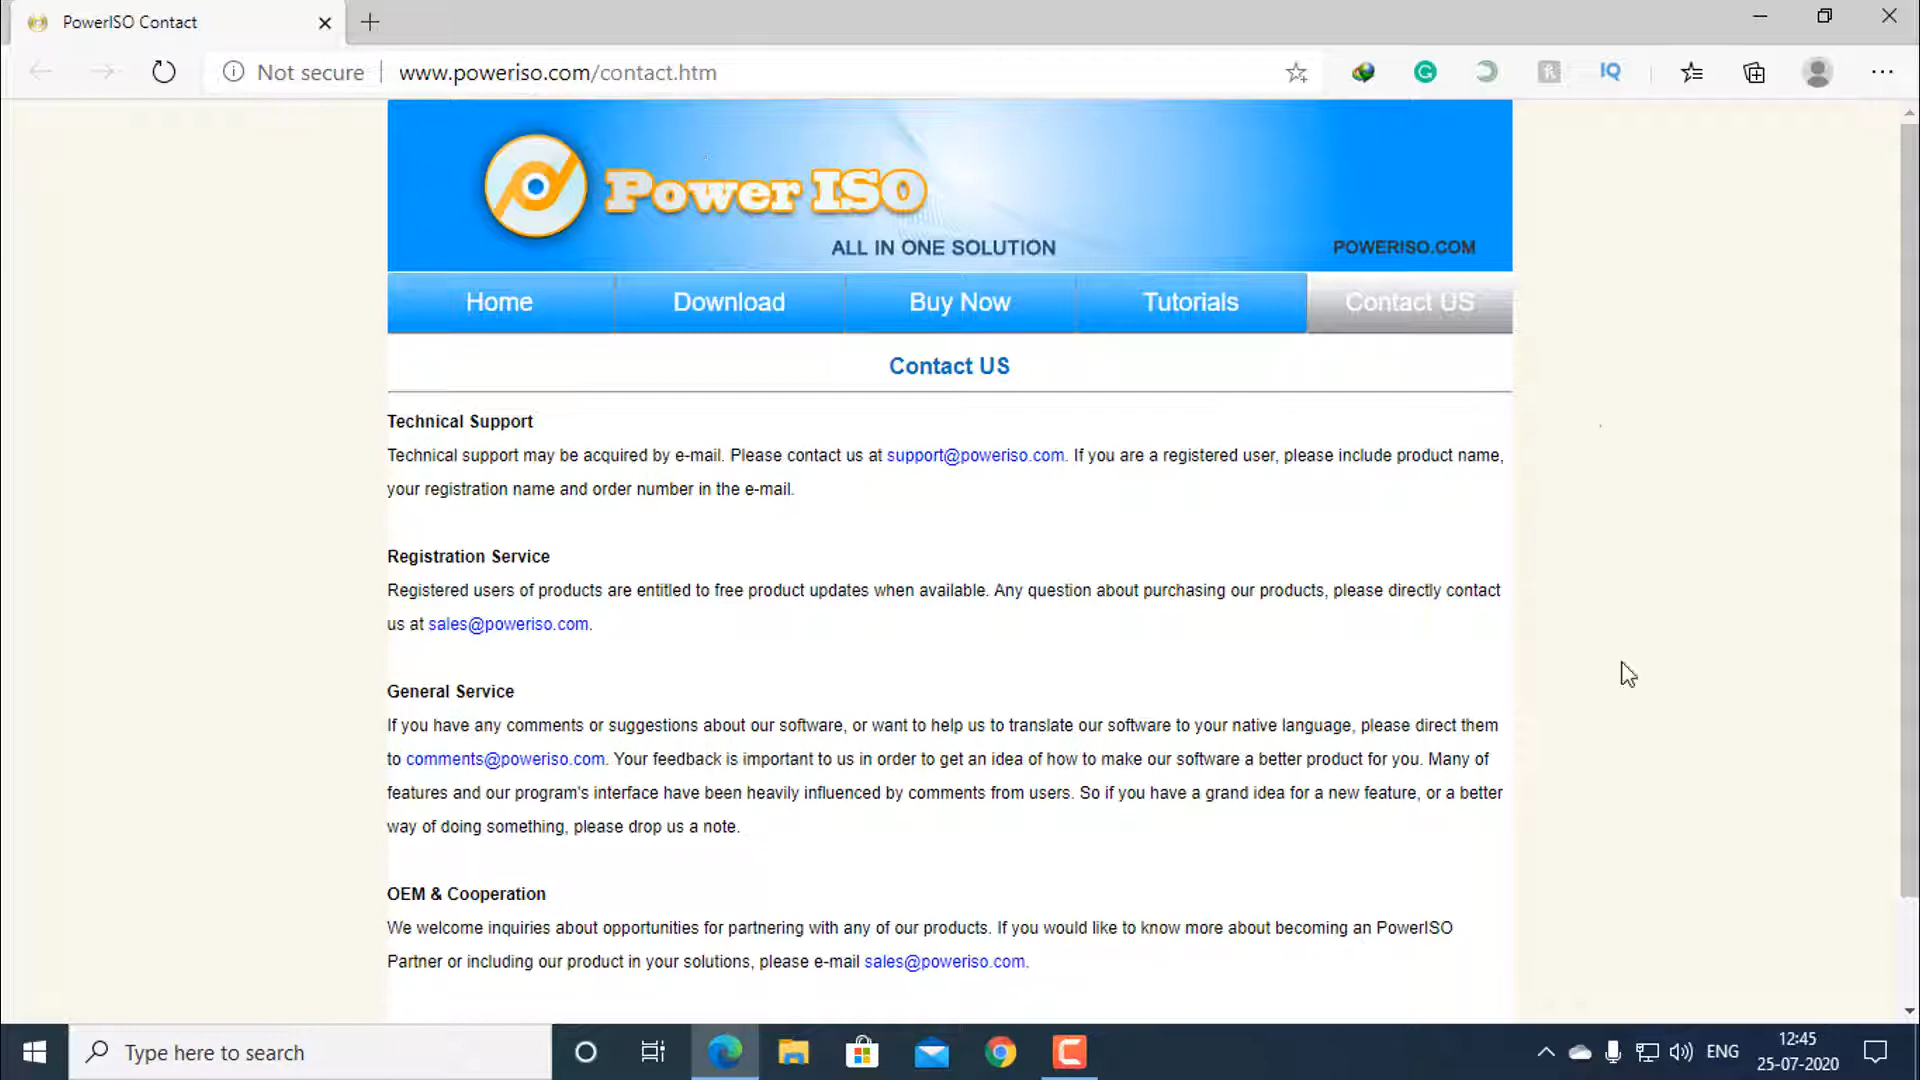 PowerISO Contact
Not secure
www.poweriso.com/contact.htm
IQ
Power ISO
ALL IN ONE SOLUTION
POWERISO.COM
Home
Download
Buy Now
Tutorials
Contact US
Contact US
Technical Support
Technical support may be acquired by e-mail. Please contact us at support@poweriso.com. If you are a registered user, please include product name,
your registration name and order number in the e-mail.
Registration Service
Registered users of products are entitled to free product updates when available. Any question about purchasing our products, please directly contact
us at sales@poweriso.com.
General Service
If you have any comments or suggestions about our software, or want to help us to translate our software to your native language, please direct them
to comments@poweriso.com. Your feedback is important to us in order to get an idea of how to make our software a better product for you. Many of
features and our program's interface have been heavily influenced by comments from users. So if you have a grand idea for a new feature, or a better
way of doing something, please drop us a note.
OEM & Cooperation
We welcome inquiries about opportunities for partnering with any of our products. If you would like to know more about becoming an PowerISO
Partner or including our product in your solutions, please e-mail sales@poweriso.com.
Type here to search
ENG
12:45
25-07-2020